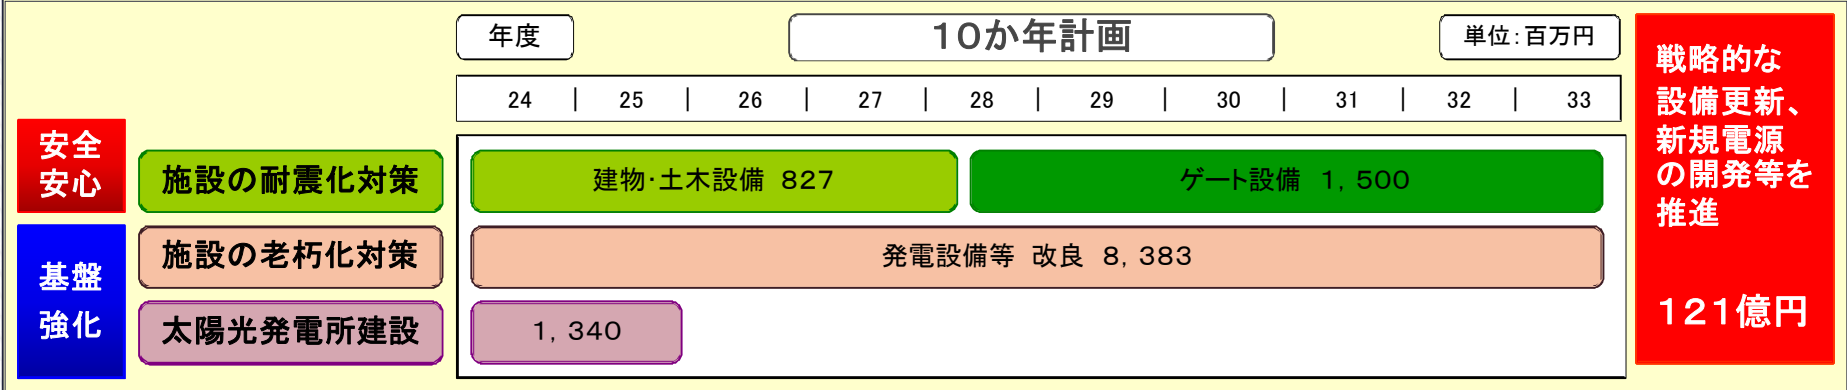 年度
10か年計画
単位：百万円
24 | 25 | 26 | 27 | 28 | 29 | 30 | 31 | 32 | 33
安全
安心
施設の耐震化対策
建物・土木設備 827
ゲート設備 1，500
基盤
強化
施設の老朽化対策
発電設備等 改良 8，383
太陽光発電所建設
1，340
戦略的な
設備更新、
新規電源
の開発等を
推進
121億円